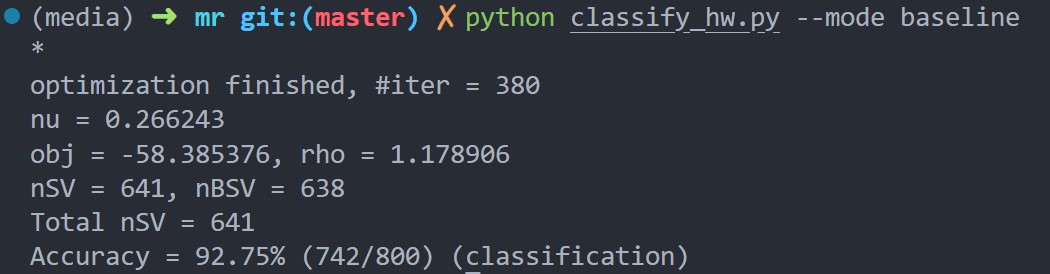 (media) ➜ mr git:(master) ✗ python classify_hw.py --mode baseline
*
optimization finished, #iter = 380
nu = 0.266243
obj = -58.385376, rho = 1.178906
nSV = 641, nBSV = 638
Total nSV = 641
Accuracy = 92.75% (742/800) (classification)